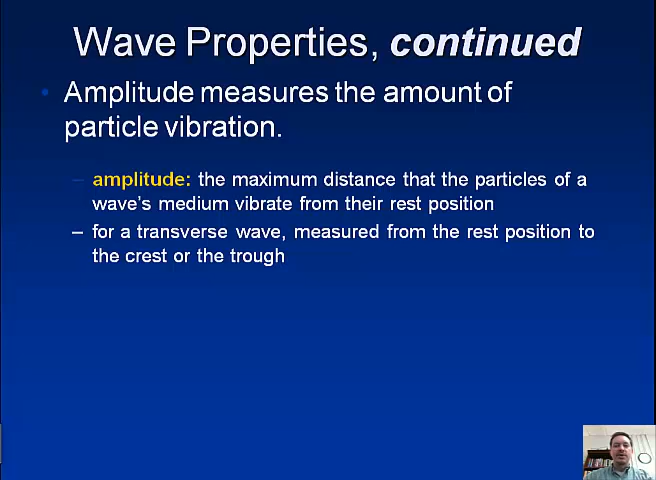 Wave Properties, continued
• Amplitude measures the amount of
particle vibration.
– amplitude: the maximum distance that the particles of a
wave's medium vibrate from their rest position
– for a transverse wave, measured from the rest position to
the crest or the trough